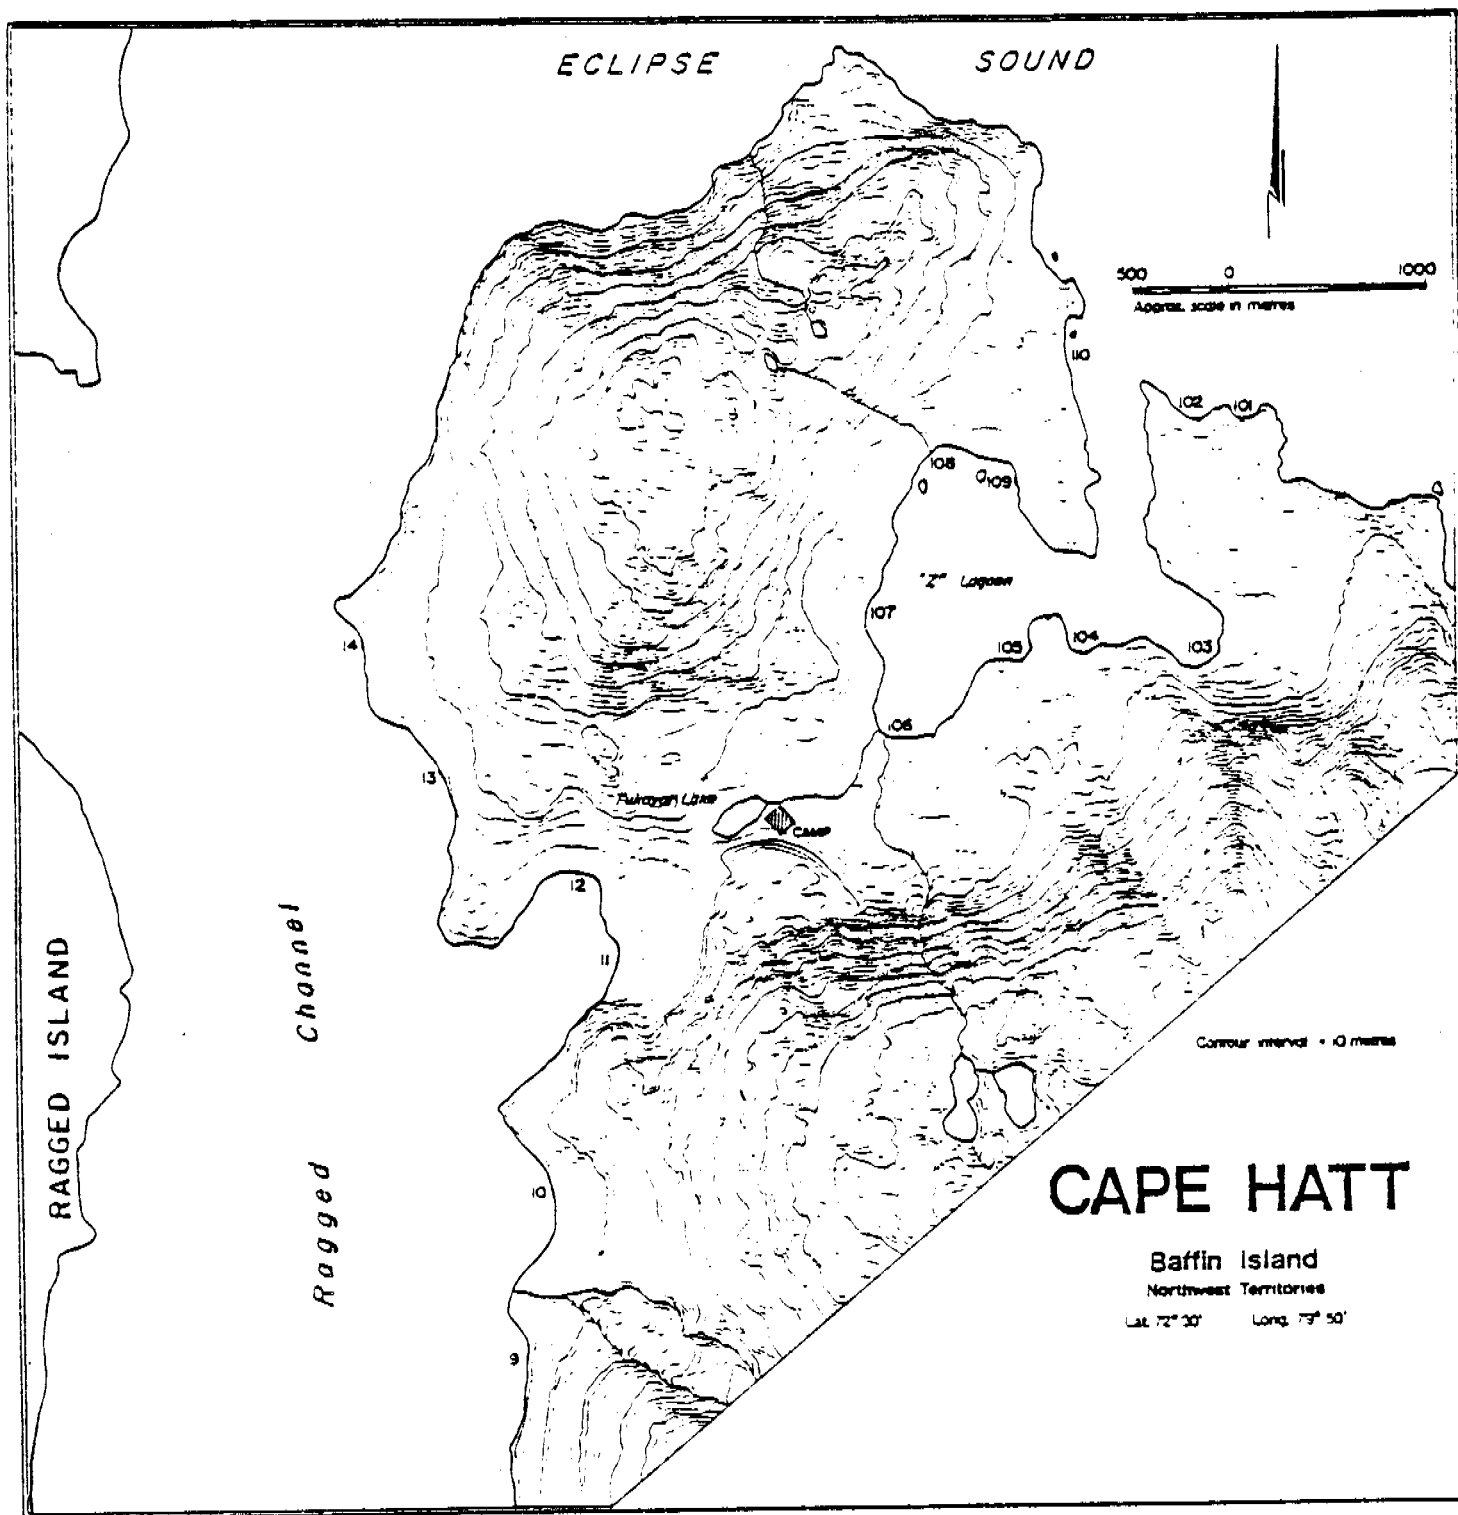 ECLIPSE SOUND
500 0 1000
Approx. scale in metres
110
102 101
108
109
"Z" Lagoon
107
14
105 104 103
106
13
Lake
CAMP
12
11
Ragged Channel
RAGGED ISLAND
Contour interval = 10 metres
10
CAPE HATT
Baffin Island
Northwest Territories
Lat. 72° 30' Long. 79° 50'
9